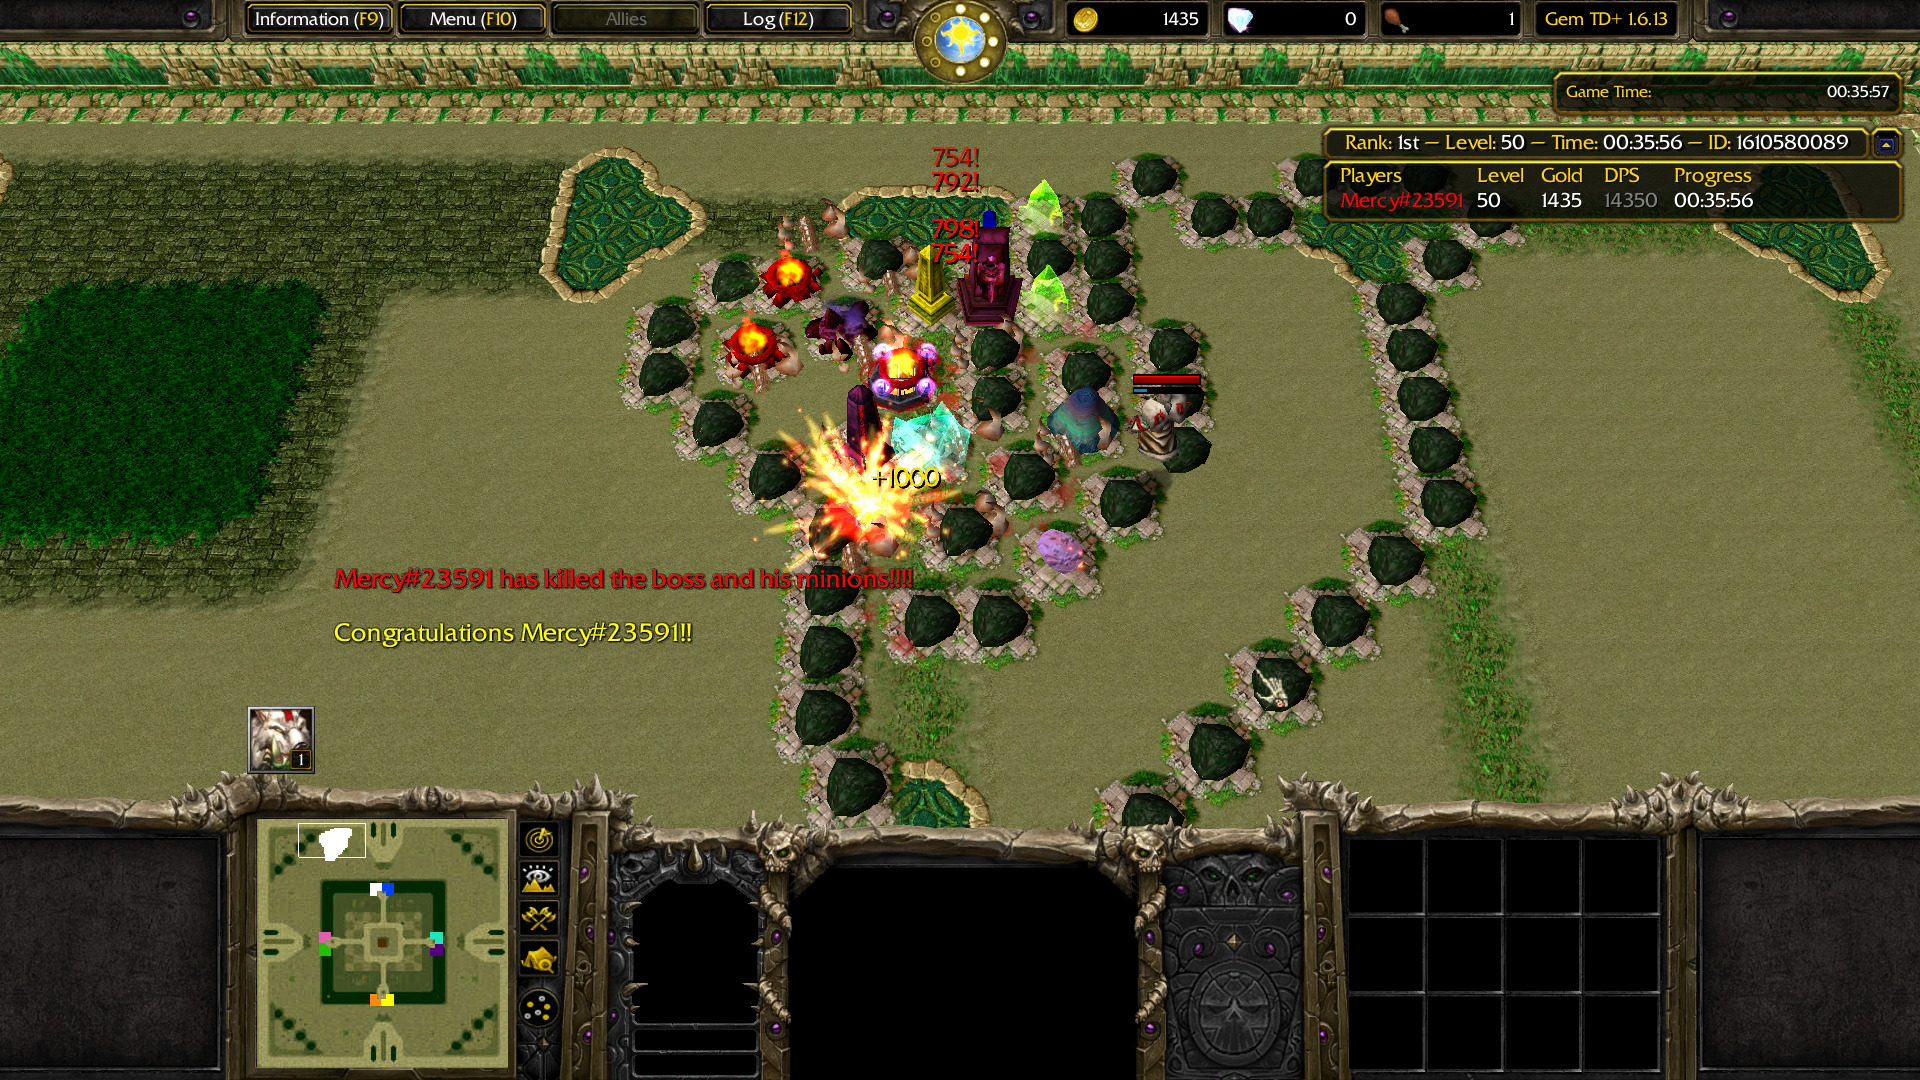 Information (F9) Menu (F10) Allies Log (F12) 1435 0 1 Gem TD+ 1.6.13
Game Time: 00:35:57
Rank: 1st – Level: 50 – Time: 00:35:56 – ID: 1610580089
Players Level Gold DPS Progress
Mercy#23591 50 1435 14350 00:35:56
754!
792!
798!
754!
+1000
Mercy#23591 has killed the boss and his minions!!!!
Congratulations Mercy#23591!!
1